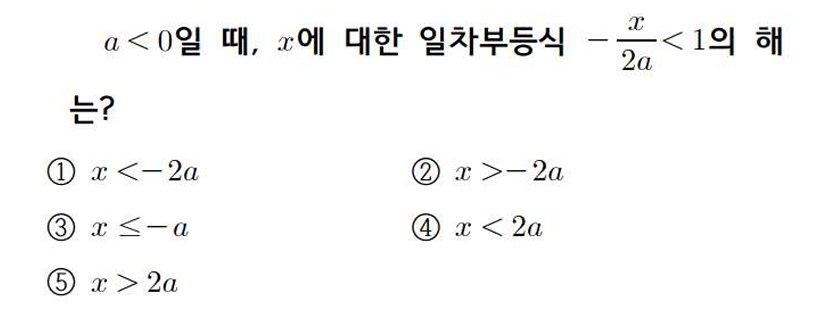 a < 0일 때, x에 대한 일차부등식 -\frac{x}{2a} < 1의 해
는?
① x < -2a ② x > -2a
③ x ≤ -a ④ x < 2a
⑤ x > 2a